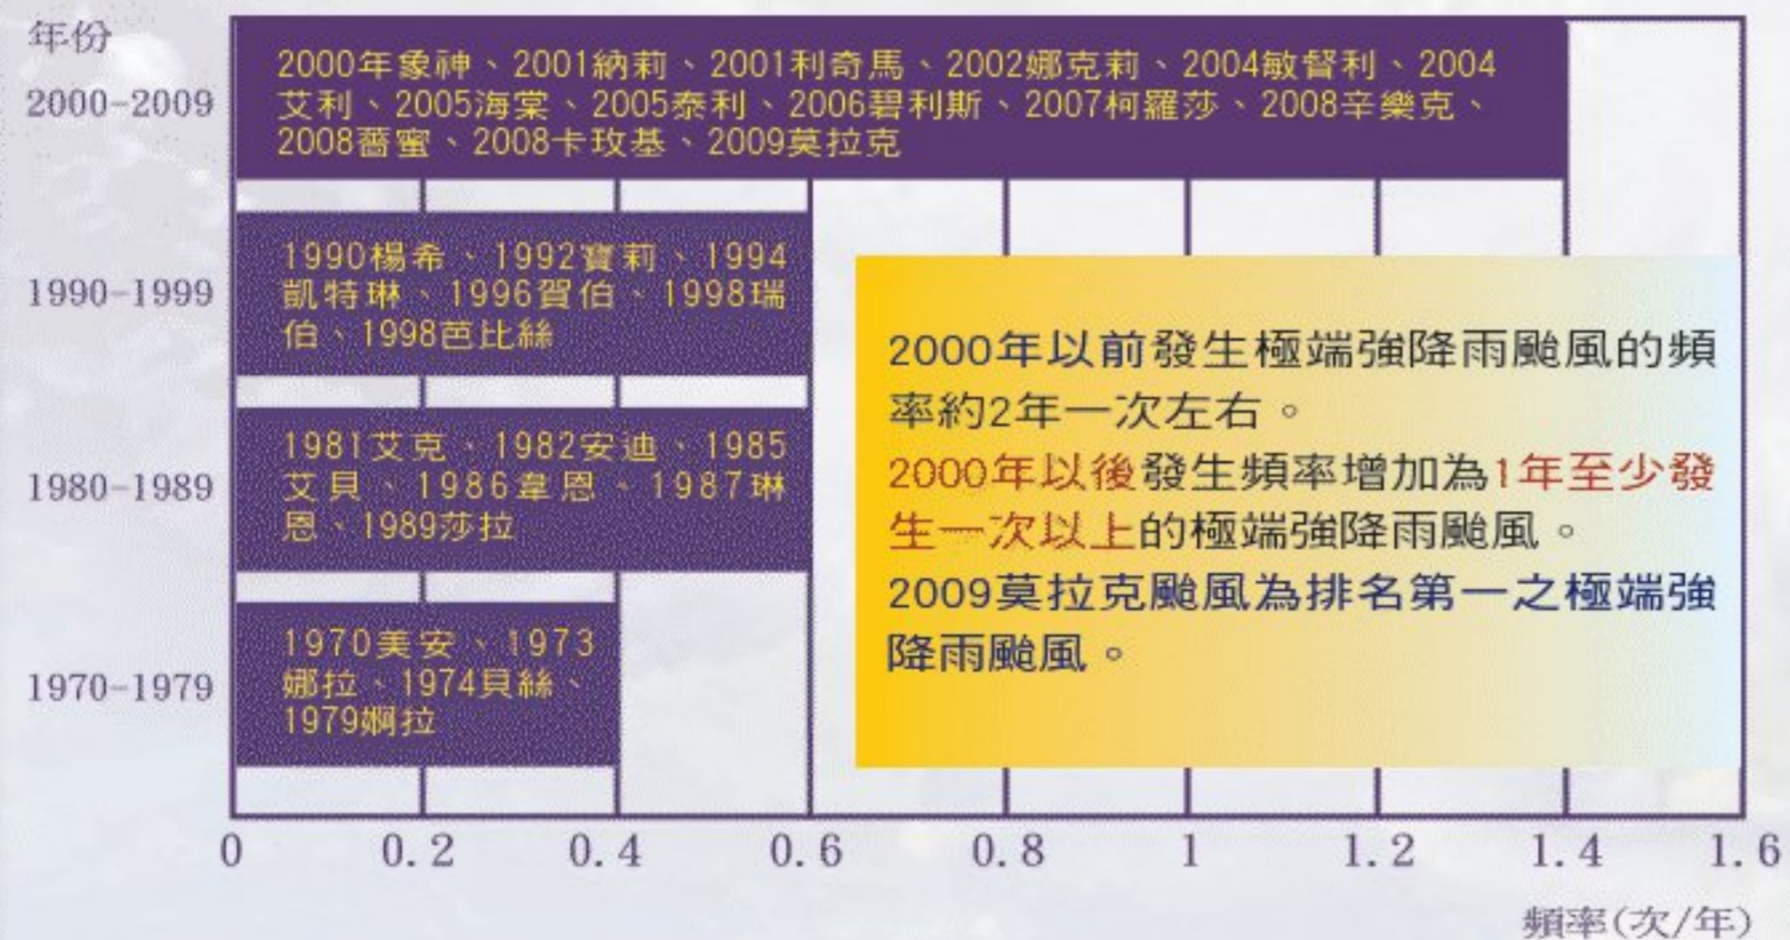 年份
2000-2009
2000年象神、2001納莉、2001利奇馬、2002娜克莉、2004敏督利、2004
艾利、2005海棠、2005泰利、2006碧利斯、2007柯羅莎、2008辛樂克、
2008薔蜜、2008卡玫基、2009莫拉克
1990-1999
1990楊希、1992寶莉、1994
凱特琳、1996賀伯、1998瑞
伯、1998芭比絲
1980-1989
1981艾克、1982安迪、1985
艾貝、1986韋恩、1987琳
恩、1989莎拉
1970-1979
1970美安、1973
娜拉、1974貝絲、
1979婀拉
2000年以前發生極端強降雨颱風的頻
率約2年一次左右。
2000年以後發生頻率增加為1年至少發
生一次以上的極端強降雨颱風。
2009莫拉克颱風為排名第一之極端強
降雨颱風。
0 0.2 0.4 0.6 0.8 1 1.2 1.4 1.6
頻率(次/年)